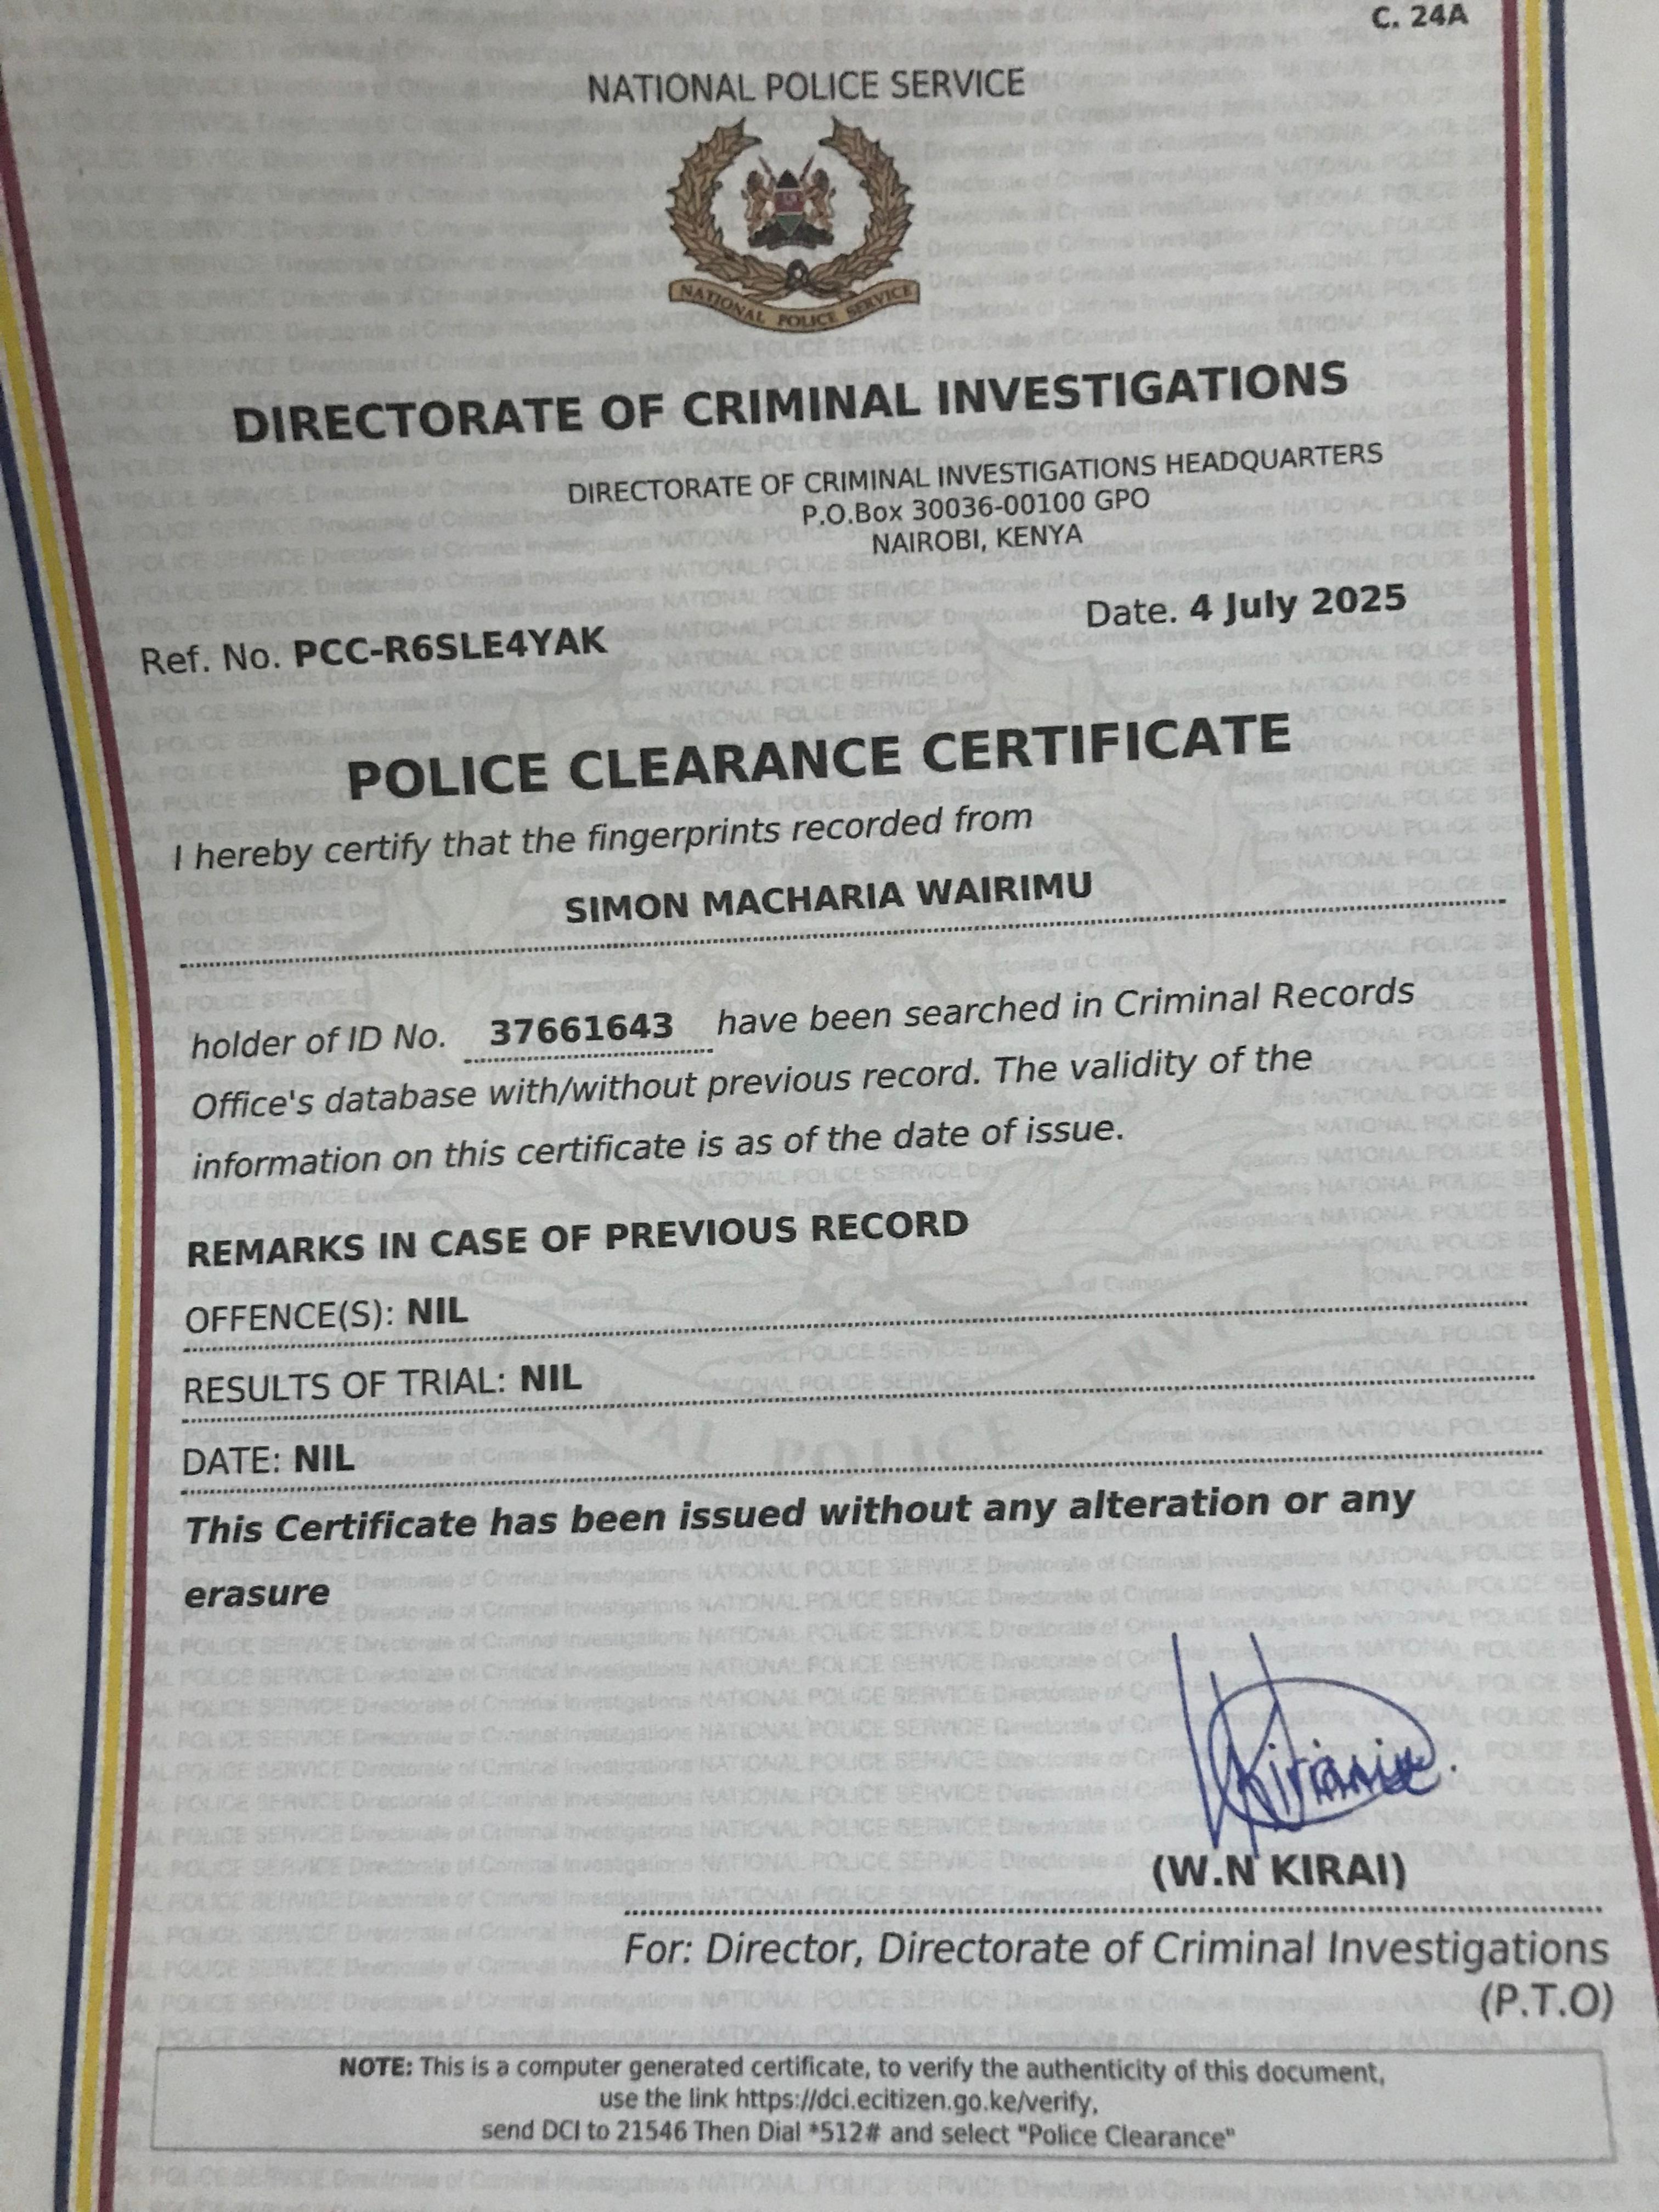 C. 24A
NATIONAL POLICE SERVICE
NATIONAL POLICE SERVICE
DIRECTORATE OF CRIMINAL INVESTIGATIONS
DIRECTORATE OF CRIMINAL INVESTIGATIONS HEADQUARTERS
P.O.Box 30036-00100 GPO
NAIROBI, KENYA
Ref. No. PCC-R6SLE4YAK Date. 4 July 2025
POLICE CLEARANCE CERTIFICATE
I hereby certify that the fingerprints recorded from
SIMON MACHARIA WAIRIMU
holder of ID No. 37661643 have been searched in Criminal Records
Office's database with/without previous record. The validity of the
information on this certificate is as of the date of issue.
REMARKS IN CASE OF PREVIOUS RECORD
OFFENCE(S): NIL
RESULTS OF TRIAL: NIL
DATE: NIL
This Certificate has been issued without any alteration or any
erasure
(W.N KIRAI)
For: Director, Directorate of Criminal Investigations
(P.T.O)
NOTE: This is a computer generated certificate, to verify the authenticity of this document,
use the link https://dci.ecitizen.go.ke/verify,
send DCI to 21546 Then Dial *512# and select "Police Clearance"